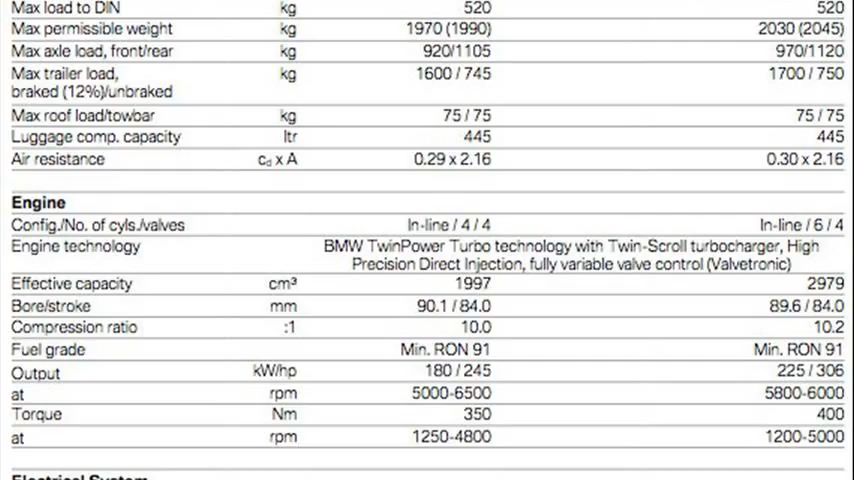 Max load to DIN kg 520 520
Max permissible weight kg 1970 (1990) 2030 (2045)
Max axle load, front/rear kg 920/1105 970/1120
Max trailer load, kg 1600 / 745 1700 / 750
braked (12%)/unbraked
Max roof load/towbar kg 75 / 75 75 / 75
Luggage comp. capacity ltr 445 445
Air resistance cd x A 0.29 x 2.16 0.30 x 2.16
Engine
Config./No. of cyls./valves In-line / 4 / 4 In-line / 6 / 4
Engine technology BMW TwinPower Turbo technology with Twin-Scroll turbocharger, High
Precision Direct Injection, fully variable valve control (Valvetronic)
Effective capacity cm³ 1997 2979
Bore/stroke mm 90.1 / 84.0 89.6 / 84.0
Compression ratio :1 10.0 10.2
Fuel grade Min. RON 91 Min. RON 91
Output kW/hp 180 / 245 225 / 306
at rpm 5000-6500 5800-6000
Torque Nm 350 400
at rpm 1250-4800 1200-5000
Electrical System